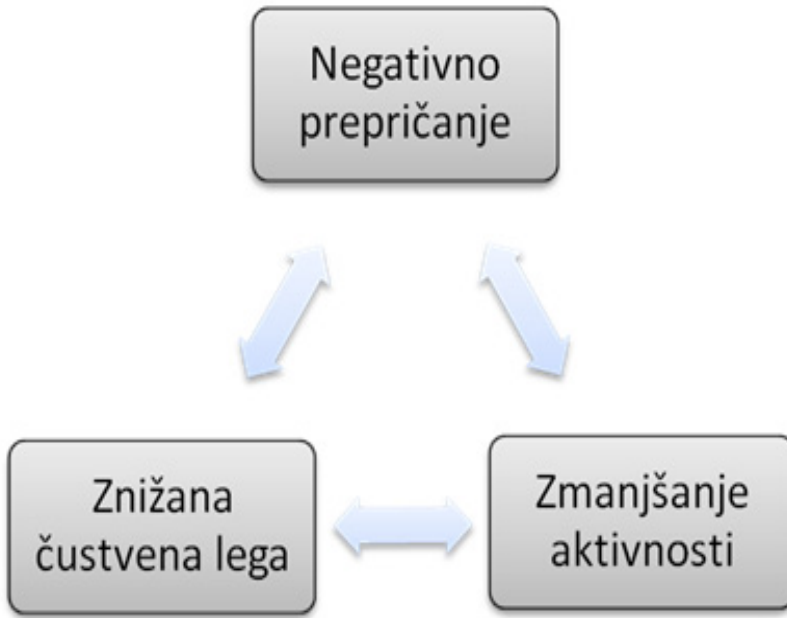 Negativno
prepričanje
Znižana
čustvena lega
Zmanjšanje
aktivnosti